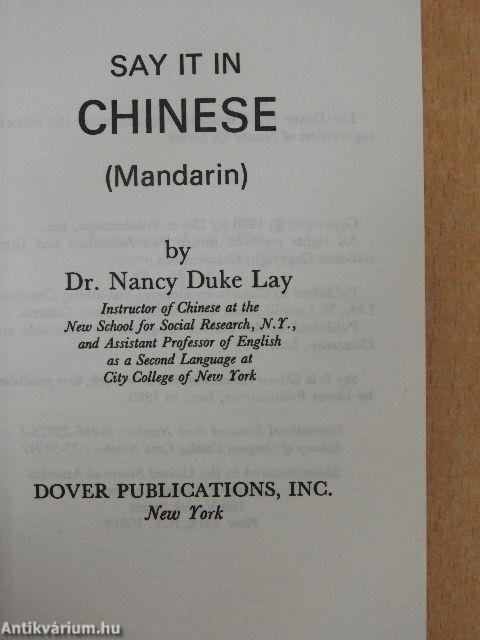 SAY IT IN
CHINESE
(Mandarin)
by
Dr. Nancy Duke Lay
Instructor of Chinese at the
New School for Social Research, N.Y.,
and Assistant Professor of English
as a Second Language at
City College of New York
DOVER PUBLICATIONS, INC.
New York
Antikvárium.hu